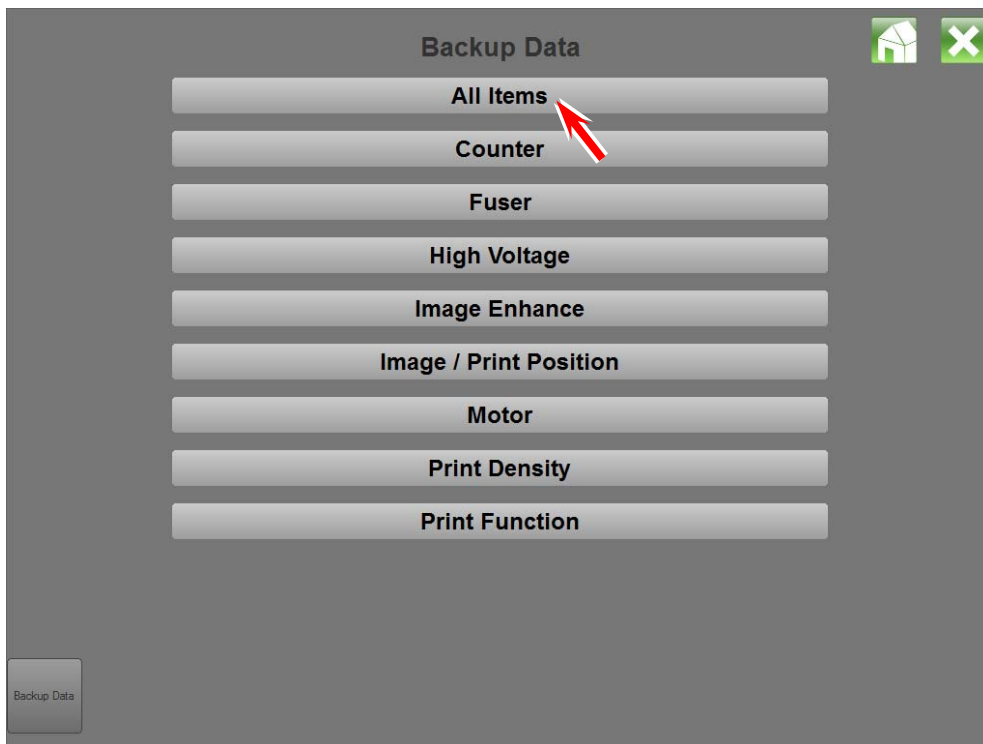 Backup Data
All Items
Counter
Fuser
High Voltage
Image Enhance
Image / Print Position
Motor
Print Density
Print Function
Backup Data